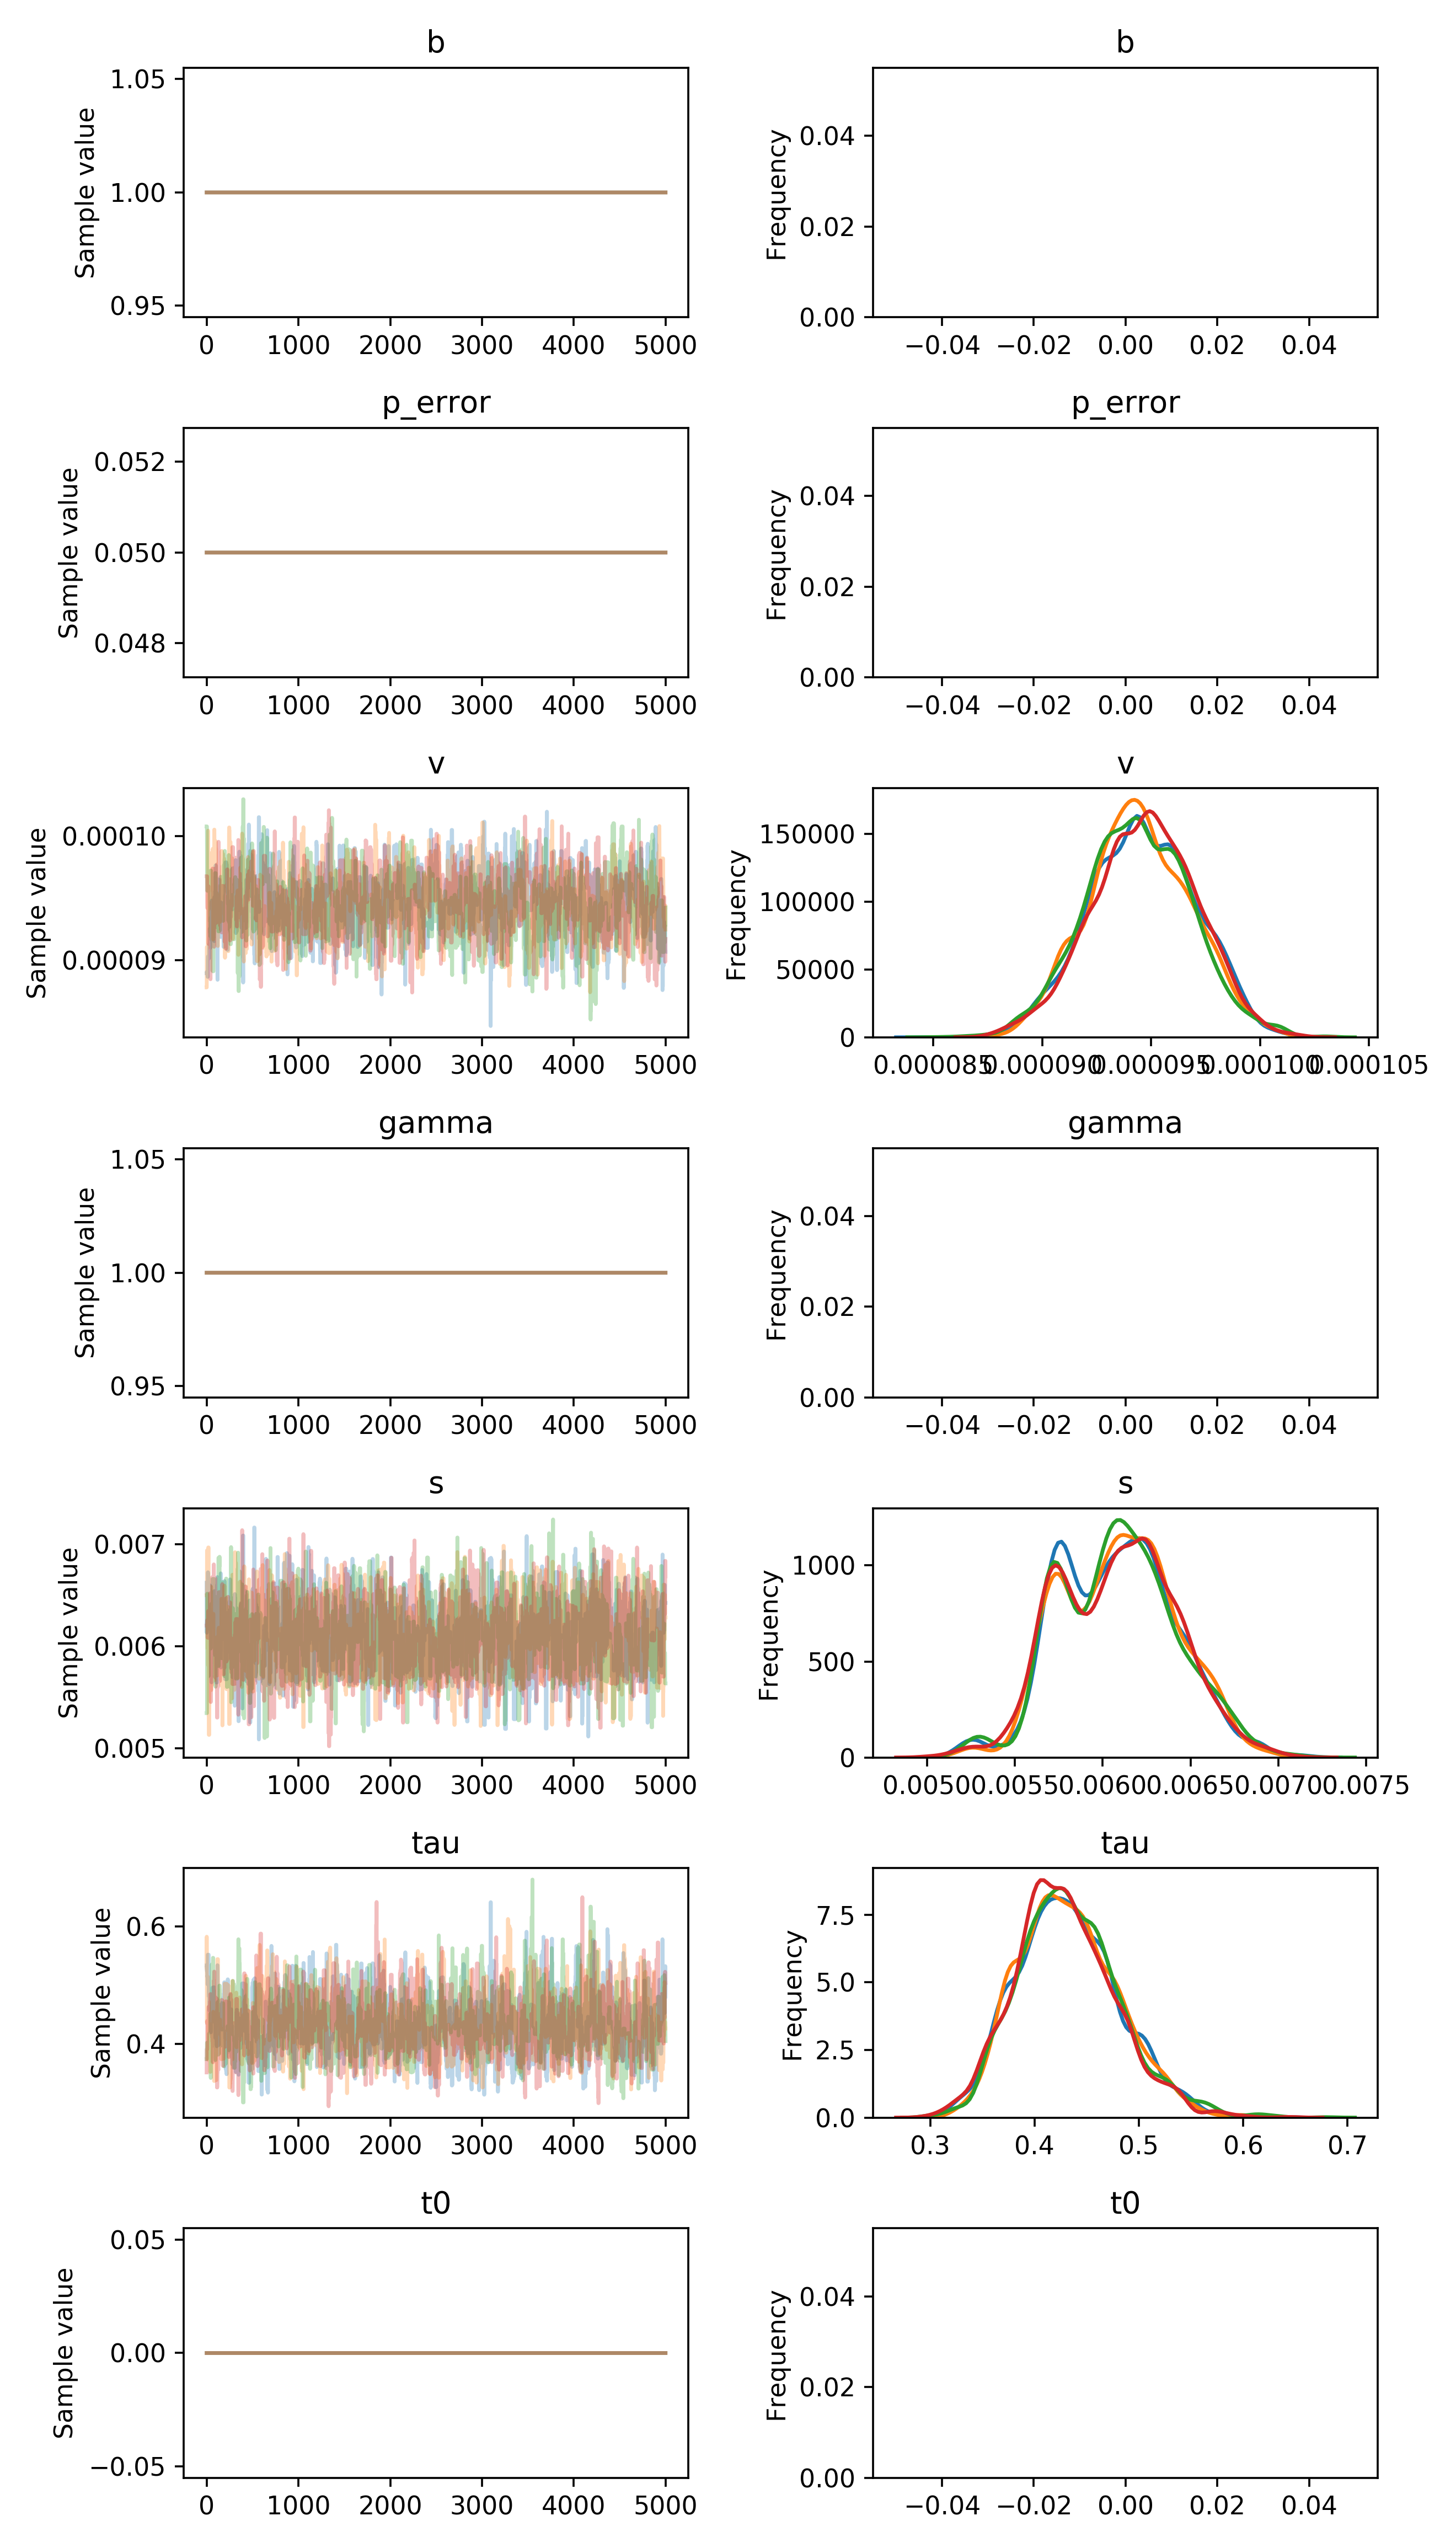 b
b
1.05
1.00
0.95
Sample value
0 1000 2000 3000 4000 5000
0.04
0.02
0.00
Frequency
−0.04 −0.02 0.00 0.02 0.04
p_error
p_error
0.052
0.050
0.048
Sample value
0 1000 2000 3000 4000 5000
0.04
0.02
0.00
Frequency
−0.04 −0.02 0.00 0.02 0.04
v
v
0.00010
0.00009
Sample value
0 1000 2000 3000 4000 5000
150000
100000
50000
0
Frequency
0.000085 0.000090 0.000095 0.000100 0.000105
gamma
gamma
1.05
1.00
0.95
Sample value
0 1000 2000 3000 4000 5000
0.04
0.02
0.00
Frequency
−0.04 −0.02 0.00 0.02 0.04
s
s
0.007
0.006
0.005
Sample value
0 1000 2000 3000 4000 5000
1000
500
0
Frequency
0.0050 0.0055 0.0060 0.0065 0.0070 0.0075
tau
tau
0.6
0.4
Sample value
0 1000 2000 3000 4000 5000
7.5
5.0
2.5
0.0
Frequency
0.3 0.4 0.5 0.6 0.7
t0
t0
0.05
0.00
−0.05
Sample value
0 1000 2000 3000 4000 5000
0.04
0.02
0.00
Frequency
−0.04 −0.02 0.00 0.02 0.04